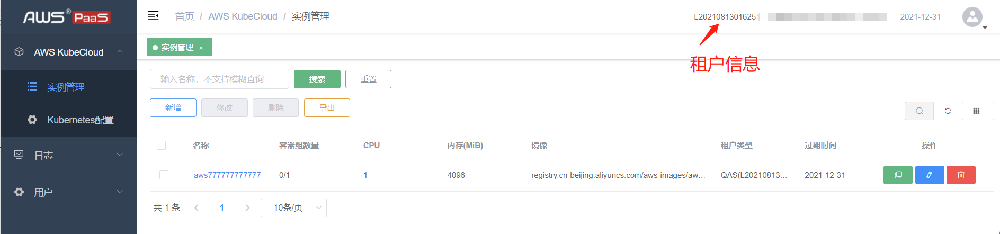 AWS® PaaS
首页 / AWS KubeCloud / 实例管理
L20210813016251
2021-12-31
租户信息
AWS KubeCloud
实例管理
Kubernetes配置
日志
用户
实例管理 ×
输入名称，不支持模糊查询 搜索 重置
新增 修改 删除 导出
名称 容器组数量 CPU 内存(MiB) 镜像 租户类型 过期时间 操作
aws777777777777 0/1 1 4096 registry.cn-beijing.aliyuncs.com/aws-images/aw... QAS(L20210813... 2021-12-31
共 1 条 1 10条/页